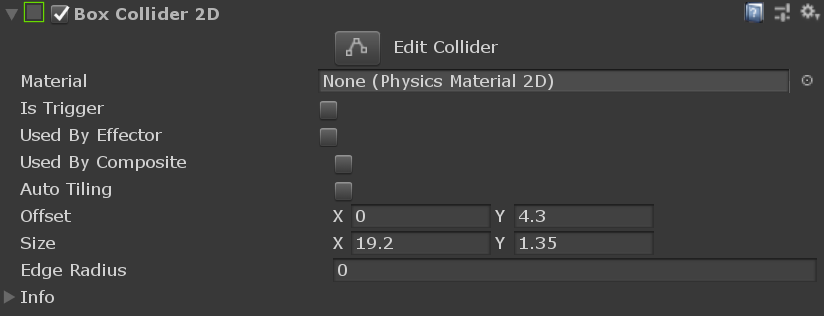 Box Collider 2D
Edit Collider
Material None (Physics Material 2D)
Is Trigger
Used By Effector
Used By Composite
Auto Tiling
Offset X 0 Y 4.3
Size X 19.2 Y 1.35
Edge Radius 0
Info